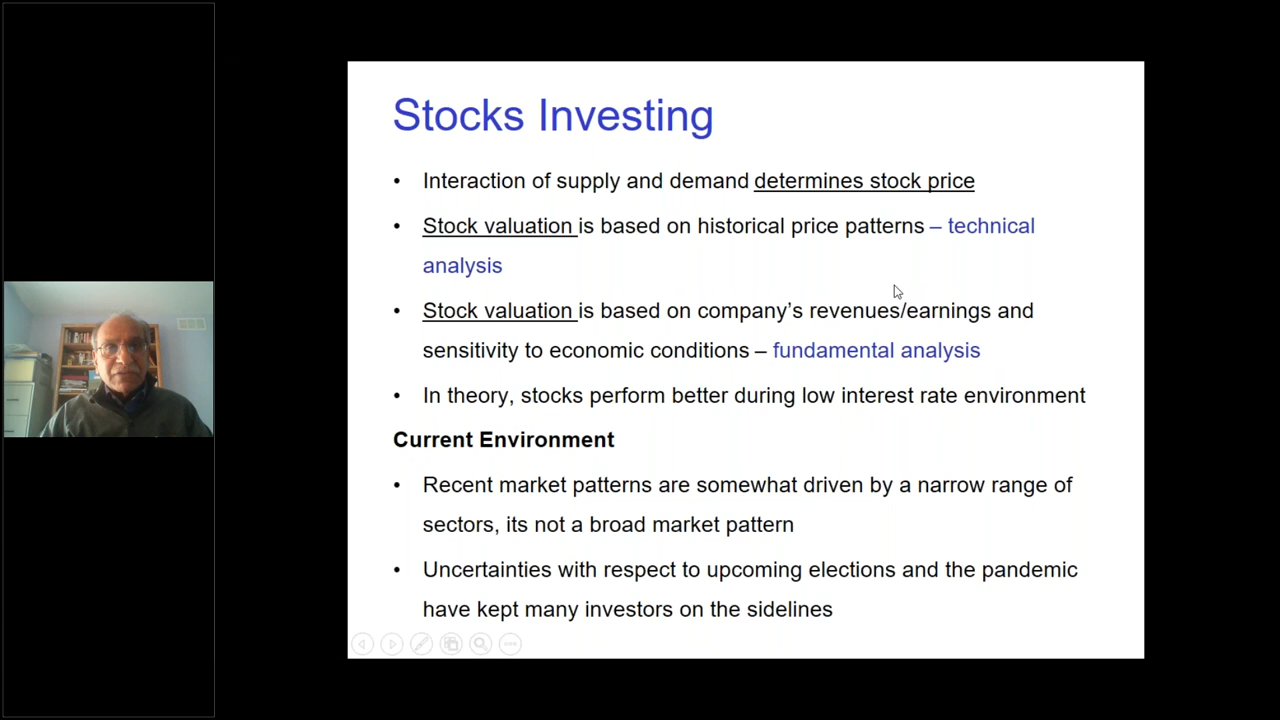 Stocks Investing
• Interaction of supply and demand determines stock price
• Stock valuation is based on historical price patterns – technical
analysis
• Stock valuation is based on company’s revenues/earnings and
sensitivity to economic conditions – fundamental analysis
• In theory, stocks perform better during low interest rate environment
Current Environment
• Recent market patterns are somewhat driven by a narrow range of
sectors, its not a broad market pattern
• Uncertainties with respect to upcoming elections and the pandemic
have kept many investors on the sidelines